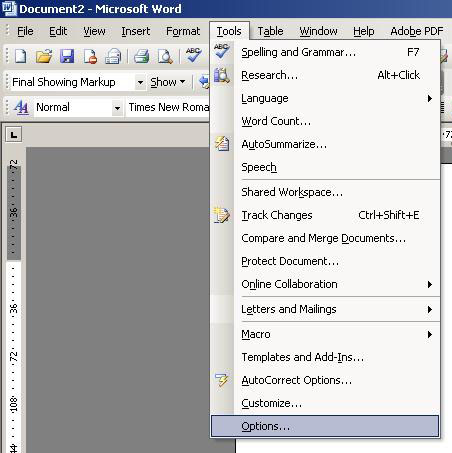 Document2 - Microsoft Word
File Edit View Insert Format Tools Table Window Help Adobe PDF
Spelling and Grammar... F7
Final Showing Markup Show
Research... Alt+Click
Normal Times New Roma
Language
Word Count...
AutoSummarize...
Speech
Shared Workspace...
Track Changes Ctrl+Shift+E
Compare and Merge Documents...
Protect Document...
Online Collaboration
Letters and Mailings
Macro
Templates and Add-Ins...
AutoCorrect Options...
Customize...
Options...
72
36
36
72
108
144